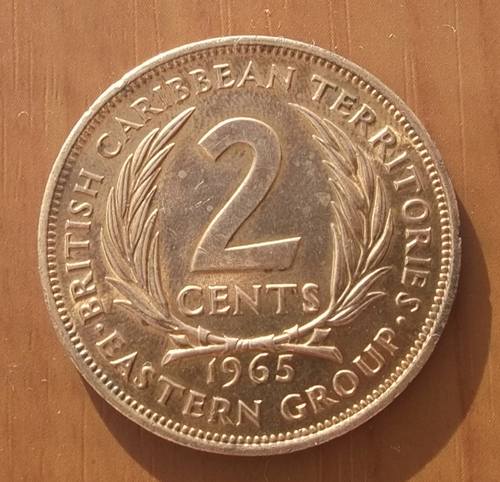 BRITISH CARIBBEAN TERRITORIES
2
CENTS
1965
· EASTERN GROUP ·